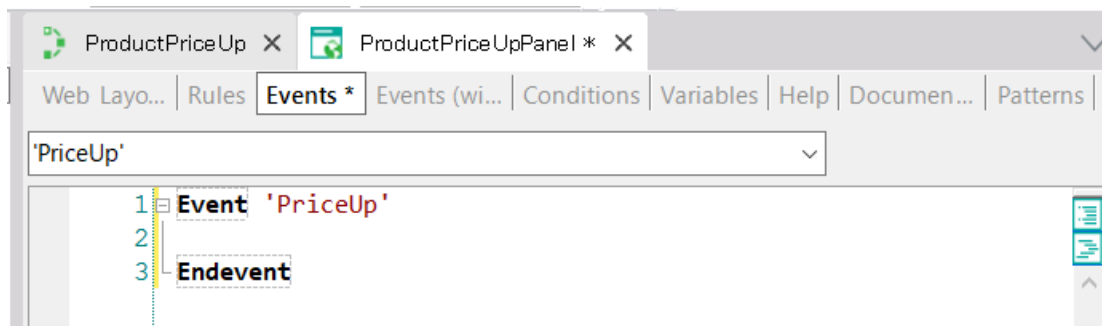 ProductPriceUp ProductPriceUpPanel *
Web Layo... Rules Events * Events (wi... Conditions Variables Help Documen... Patterns
'PriceUp'
1 Event 'PriceUp'
2
3 Endevent